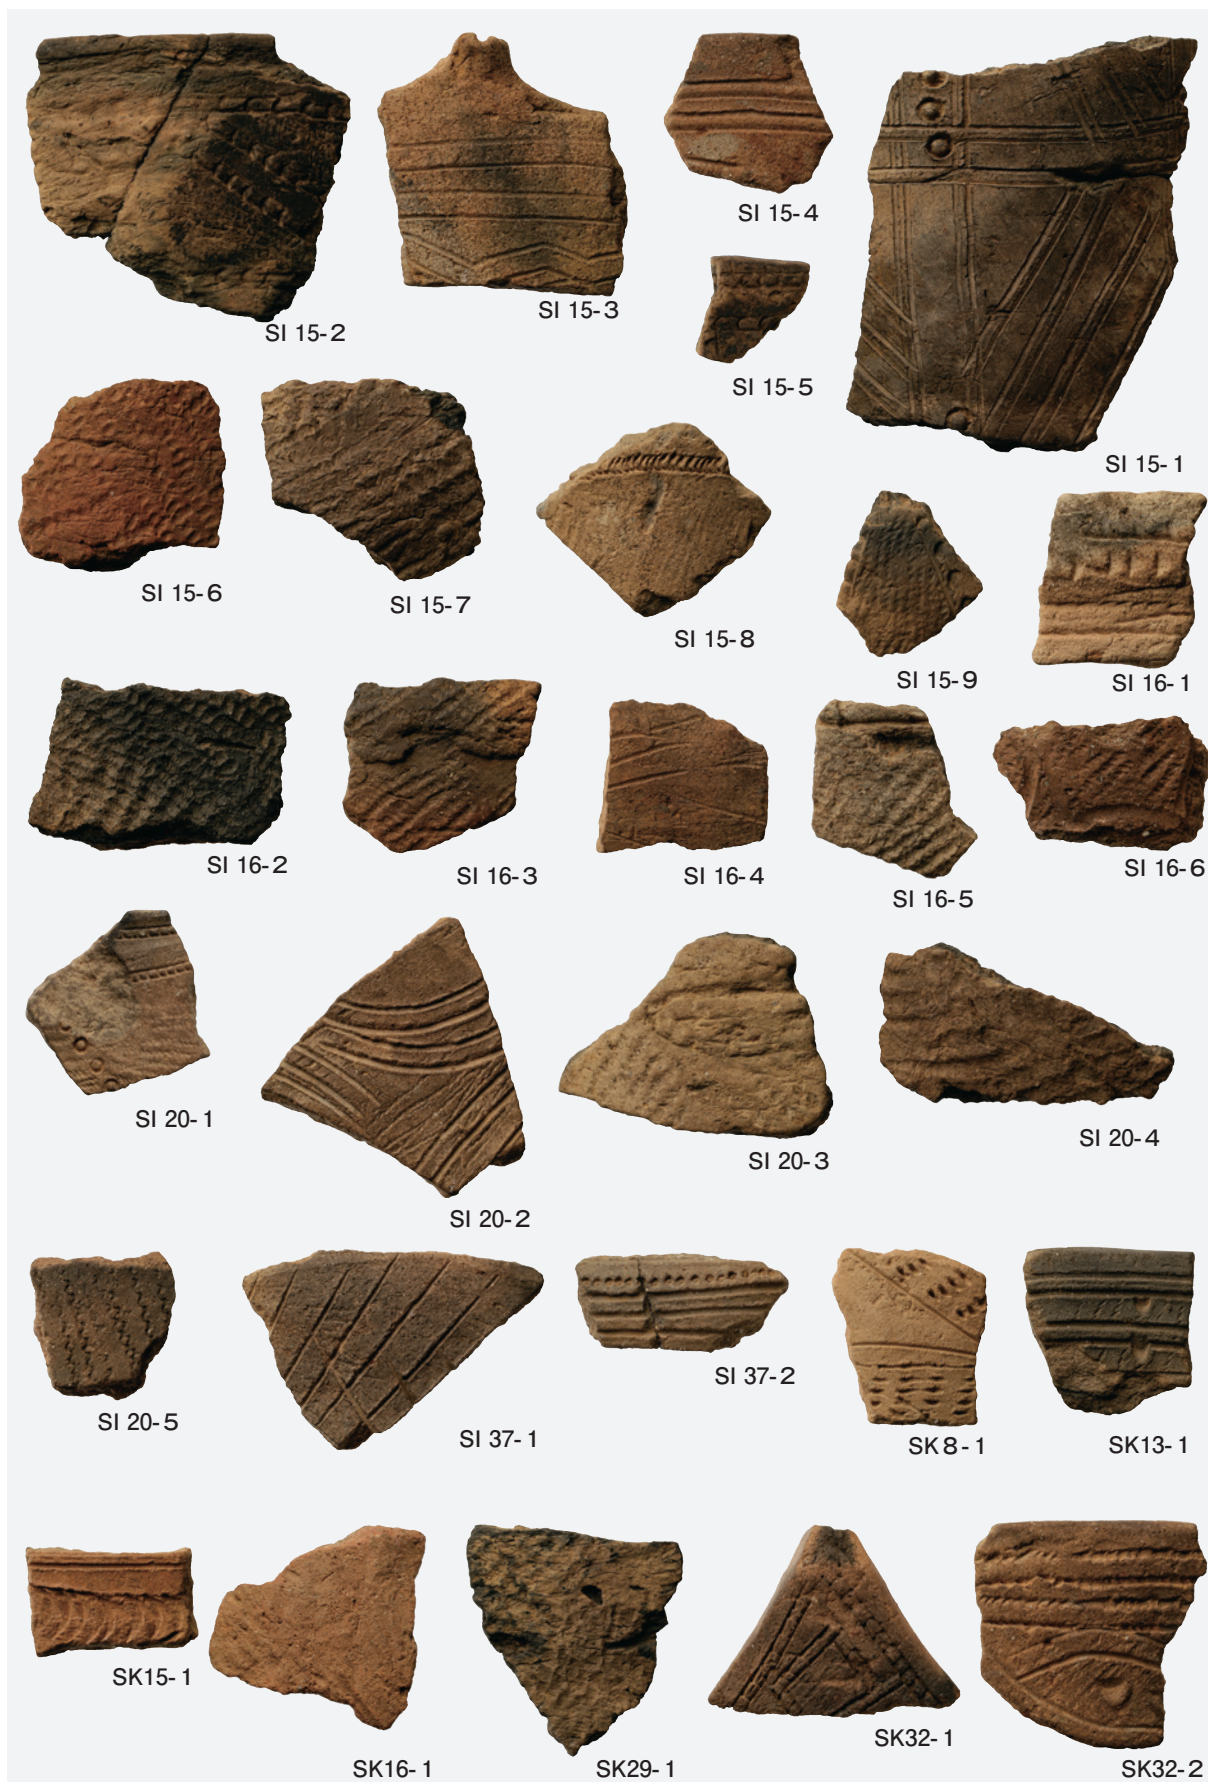 SI 15-2
SI 15-3
SI 15-4
SI 15-5
SI 15-1
SI 15-6
SI 15-7
SI 15-8
SI 15-9
SI 16-1
SI 16-2
SI 16-3
SI 16-4
SI 16-5
SI 16-6
SI 20-1
SI 20-2
SI 20-3
SI 20-4
SI 20-5
SI 37-1
SI 37-2
SK8-1
SK13-1
SK15-1
SK16-1
SK29-1
SK32-1
SK32-2